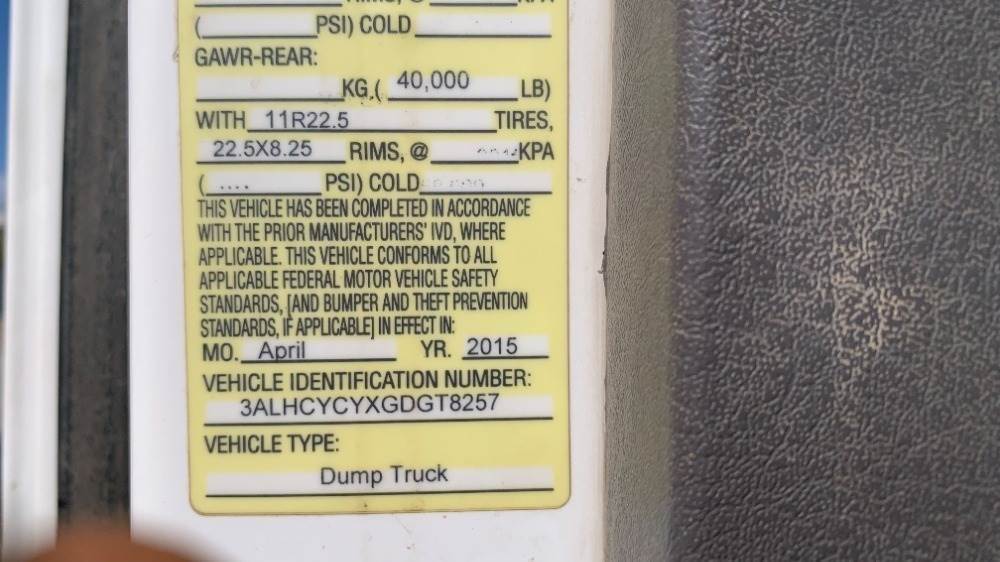 (          PSI) COLD
GAWR-REAR:
KG.( 40,000 LB)
WITH 11R22.5 TIRES,
22.5X8.25 RIMS, @ KPA
( PSI) COLD
THIS VEHICLE HAS BEEN COMPLETED IN ACCORDANCE
WITH THE PRIOR MANUFACTURERS' IVD, WHERE
APPLICABLE. THIS VEHICLE CONFORMS TO ALL
APPLICABLE FEDERAL MOTOR VEHICLE SAFETY
STANDARDS, [AND BUMPER AND THEFT PREVENTION
STANDARDS, IF APPLICABLE] IN EFFECT IN:
MO. April YR. 2015
VEHICLE IDENTIFICATION NUMBER:
3ALHCYCYXGDGT8257
VEHICLE TYPE:
Dump Truck